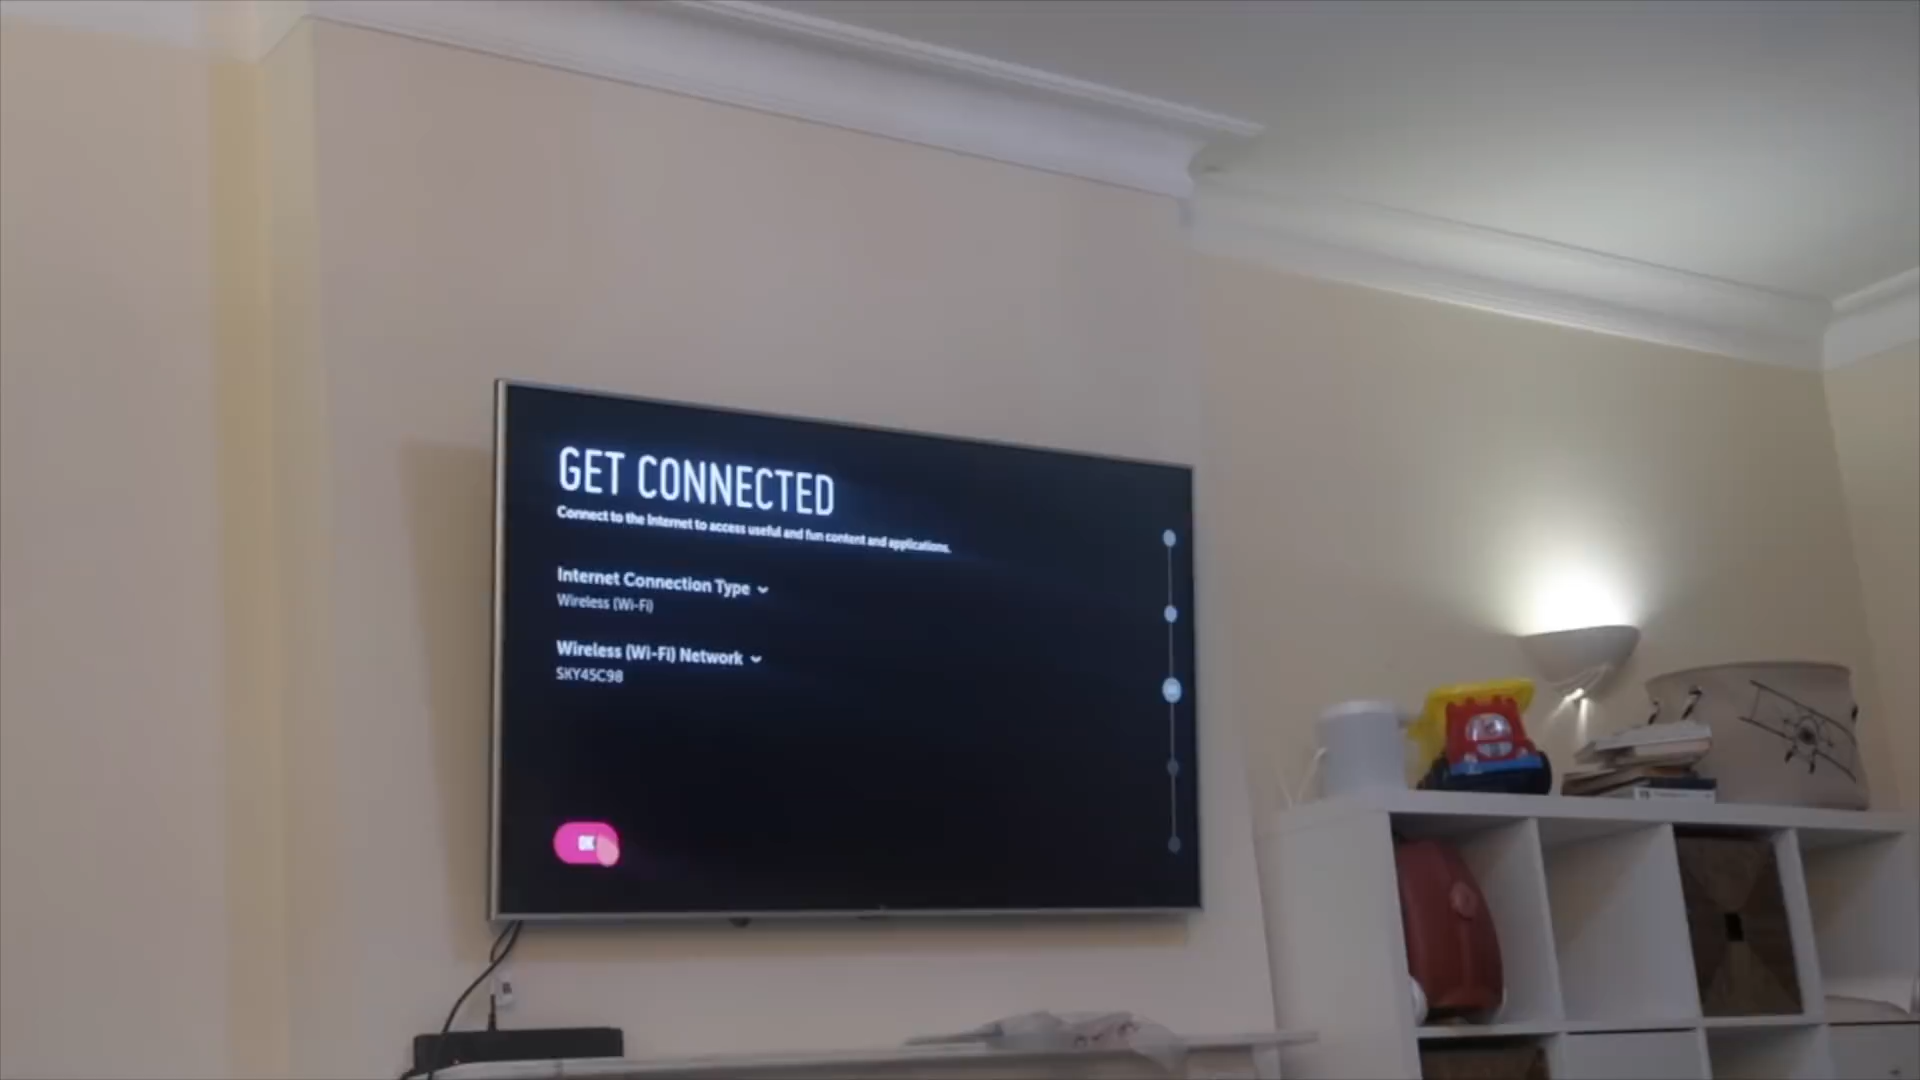 GET CONNECTED
Connect to the Internet to access useful and fun content and applications.
Internet Connection Type
Wireless (Wi-Fi)
Wireless (Wi-Fi) Network
SKY45C98
OK